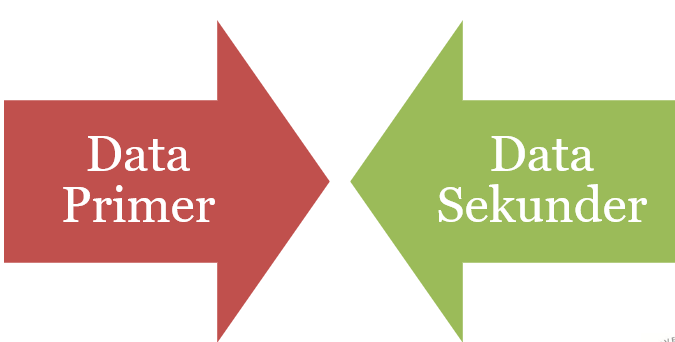 Data
Primer
Data
Sekunder